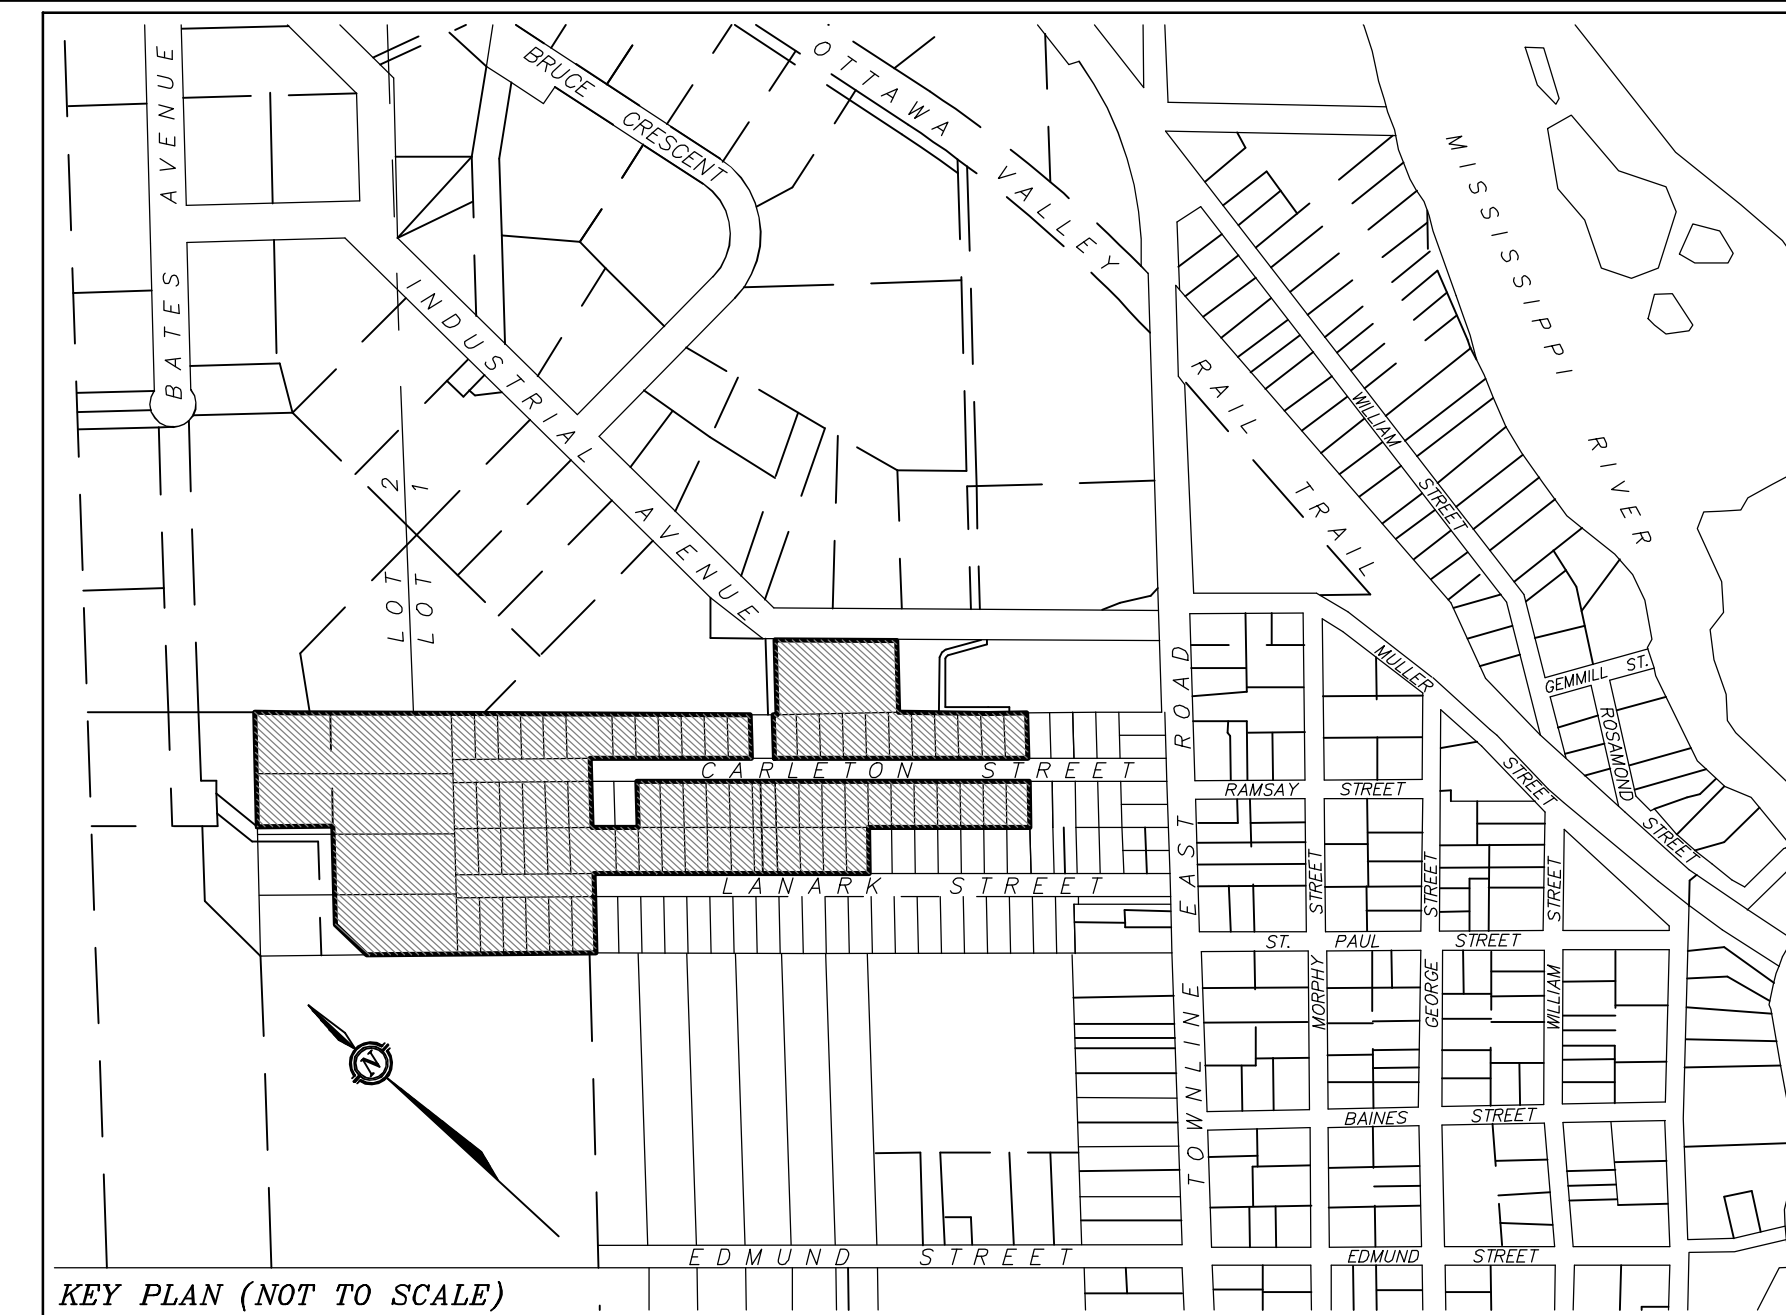 BATES AVENUE
BRUCE CRESCENT
OTTAWA VALLEY RAIL TRAIL
MISSISSIPPI RIVER
INDUSTRIAL AVENUE
WILLIAM STREET
LOT 2
LOT 1
MULLER STREET
GEMMILL ST.
ROSAMOND STREET
CARLETON STREET
RAMSAY STREET
LANARK STREET
TOWNLINE ROAD EAST
MORPHY STREET
GEORGE STREET
WILLIAM STREET
ST. PAUL STREET
N
BAINES STREET
EDMUND STREET
EDMUND STREET
KEY PLAN (NOT TO SCALE)